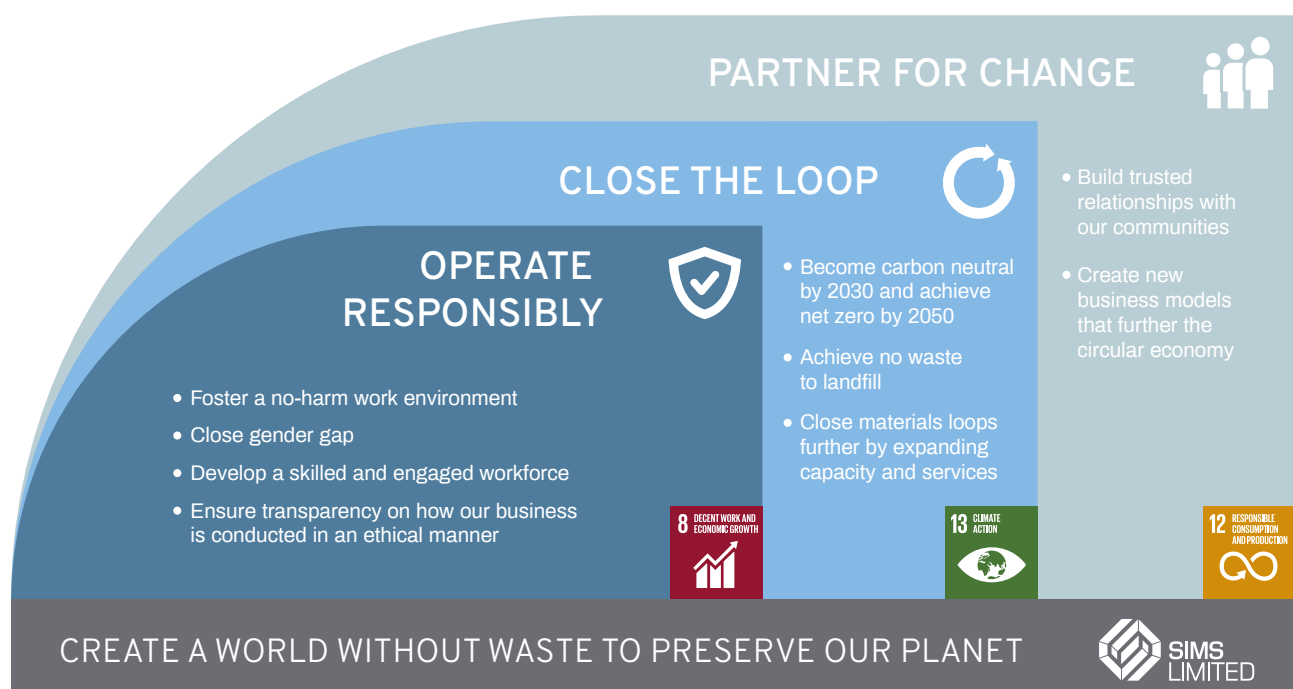 PARTNER FOR CHANGE
• Build trusted
relationships with
our communities
• Create new
business models
that further the
circular economy
CLOSE THE LOOP
• Become carbon neutral
by 2030 and achieve
net zero by 2050
• Achieve no waste
to landfill
• Close materials loops
further by expanding
capacity and services
OPERATE
RESPONSIBLY
• Foster a no-harm work environment
• Close gender gap
• Develop a skilled and engaged workforce
• Ensure transparency on how our business
is conducted in an ethical manner
8 DECENT WORK AND
ECONOMIC GROWTH
13 CLIMATE
ACTION
12 RESPONSIBLE
CONSUMPTION
AND PRODUCTION
CREATE A WORLD WITHOUT WASTE TO PRESERVE OUR PLANET
SIMS
LIMITED